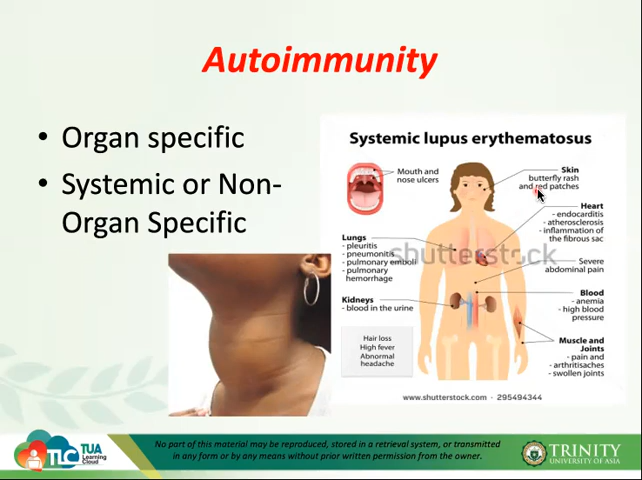 Autoimmunity
• Organ specific
• Systemic or Non-
Organ Specific
Systemic lupus erythematosus
Mouth and
nose ulcers
Skin
butterfly rash
and red patches
Heart
- endocarditis
- atherosclerosis
- inflammation of
the fibrous sac
Lungs
- pleuritis
- pneumonitis
- pulmonary emboli
- pulmonary
hemorrhage
shutterstock
Severe
abdominal pain
Kidneys
- blood in the urine
Blood
- anemia
- high blood
pressure
Hair loss
High fever
Abnormal
headache
Muscle and
Joints
- pain and
- arthritisaches
- swollen joints
www.shutterstock.com · 295494344
TLC TUA
Learning
Cloud
No part of this material may be reproduced, stored in a retrieval system, or transmitted
in any form or by any means without prior written permission from the owner.
TRINITY
UNIVERSITY OF ASIA